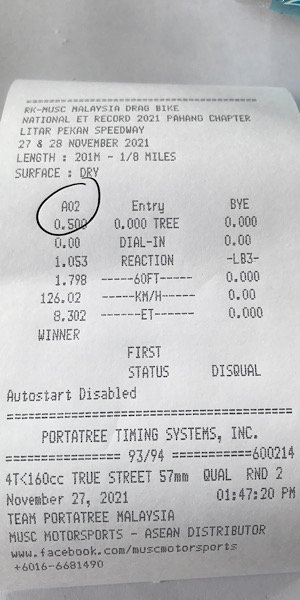 RK-MUSC MALAYSIA DRAG BIKE
NATIONAL ET RECORD 2021 PAHANG CHAPTER
LITAR PEKAN SPEEDWAY
27 & 28 NOVEMBER 2021
LENGTH : 201M - 1/8 MILES
SURFACE : DRY
A02 Entry BYE
0.500 0.000 TREE 0.000
0.00 DIAL-IN 0.00
1.053 REACTION -LB3-
1.798 -----60FT----- 0.000
126.02 -----KM/H----- 0.00
8.302 ------ET------ 0.000
WINNER
FIRST
STATUS DISQUAL
Autostart Disabled
PORTATREE TIMING SYSTEMS, INC.
================ 93/94 ===========600214
4T<160cc TRUE STREET 57mm QUAL RND 2
November 27, 2021 01:47:20 PM
TEAM PORTATREE MALAYSIA
MUSC MOTORSPORTS - ASEAN DISTRIBUTOR
www.facebook.com/muscmotorsports
+6016-6681490